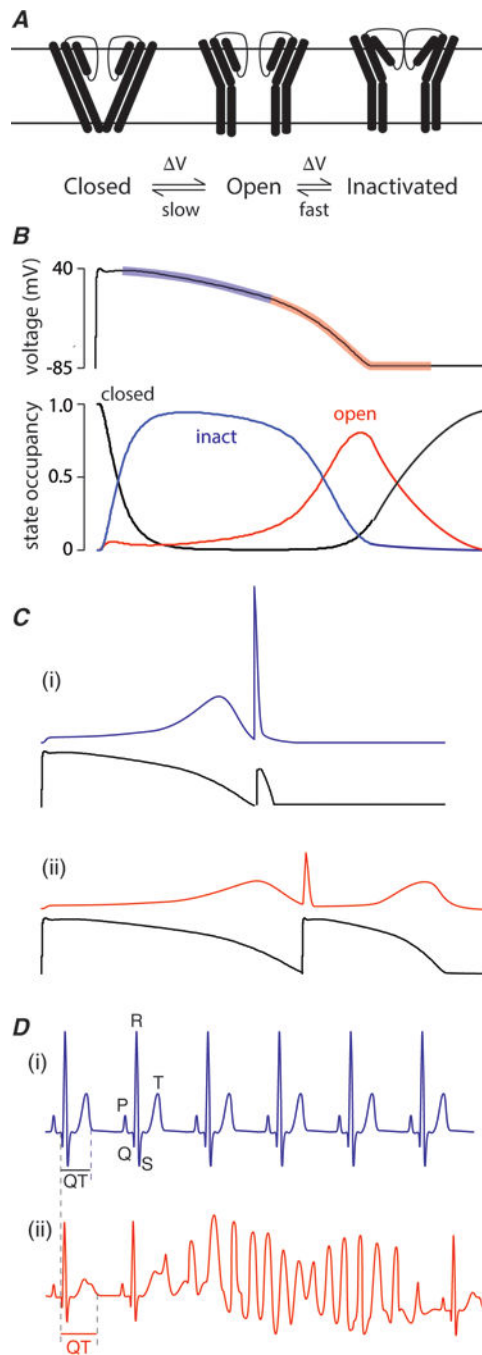 A
ΔV ΔV
Closed Open Inactivated
slow fast
B
voltage (mV)
40
-85
state occupancy
1.0
0.5
0
closed
inact
open
C
(i)
(ii)
D
(i)
R
P
T
Q
S
QT
(ii)
QT